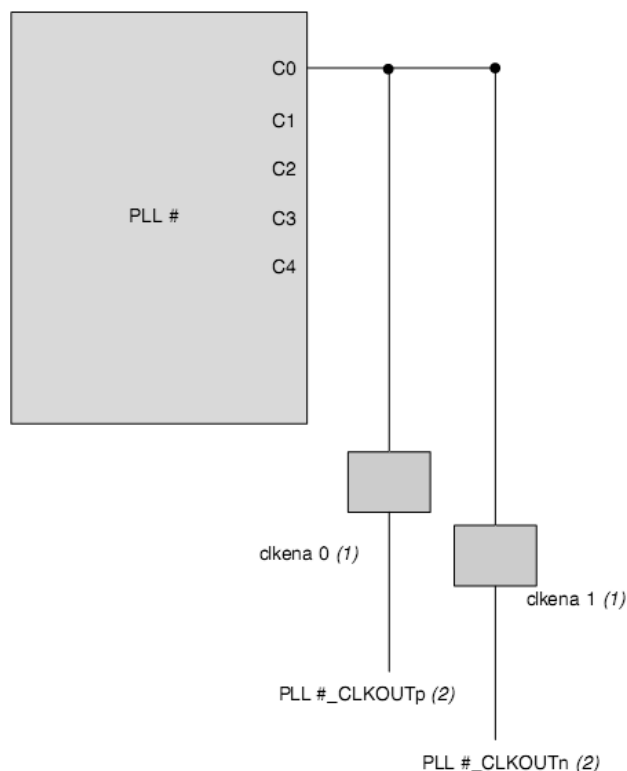 C0
C1
C2
PLL #
C3
C4
clkena 0 (1)
clkena 1 (1)
PLL #_CLKOUTp (2)
PLL #_CLKOUTn (2)